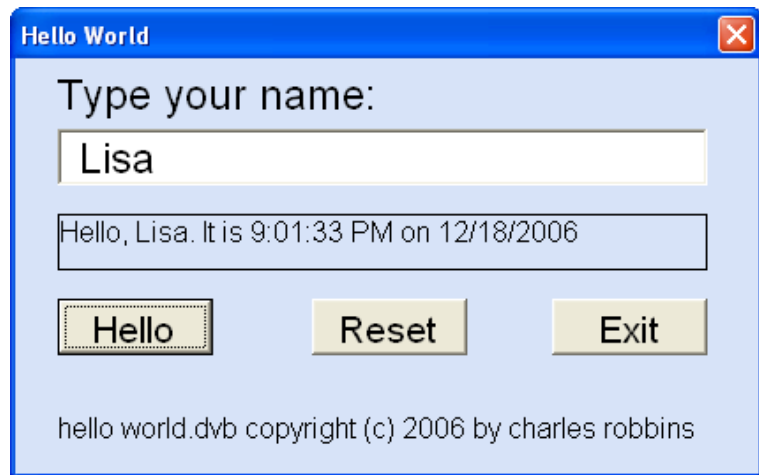 Hello World
Type your name:
Lisa
Hello, Lisa. It is 9:01:33 PM on 12/18/2006
Hello Reset Exit
hello world.dvb copyright (c) 2006 by charles robbins